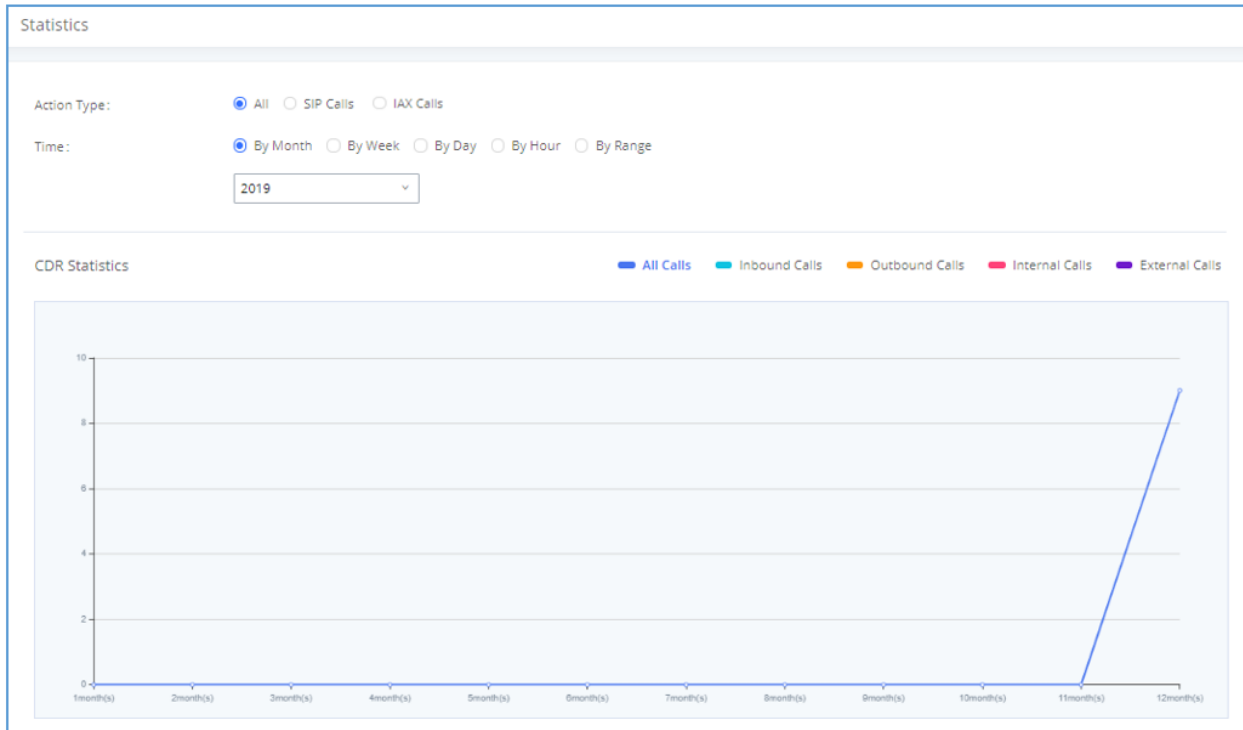 Statistics
Action Type: All SIP Calls IAX Calls
Time: By Month By Week By Day By Hour By Range
2019
CDR Statistics All Calls Inbound Calls Outbound Calls Internal Calls External Calls
10
8
6
4
2
0
1month(s) 2month(s) 3month(s) 4month(s) 5month(s) 6month(s) 7month(s) 8month(s) 9month(s) 10month(s) 11month(s) 12month(s)